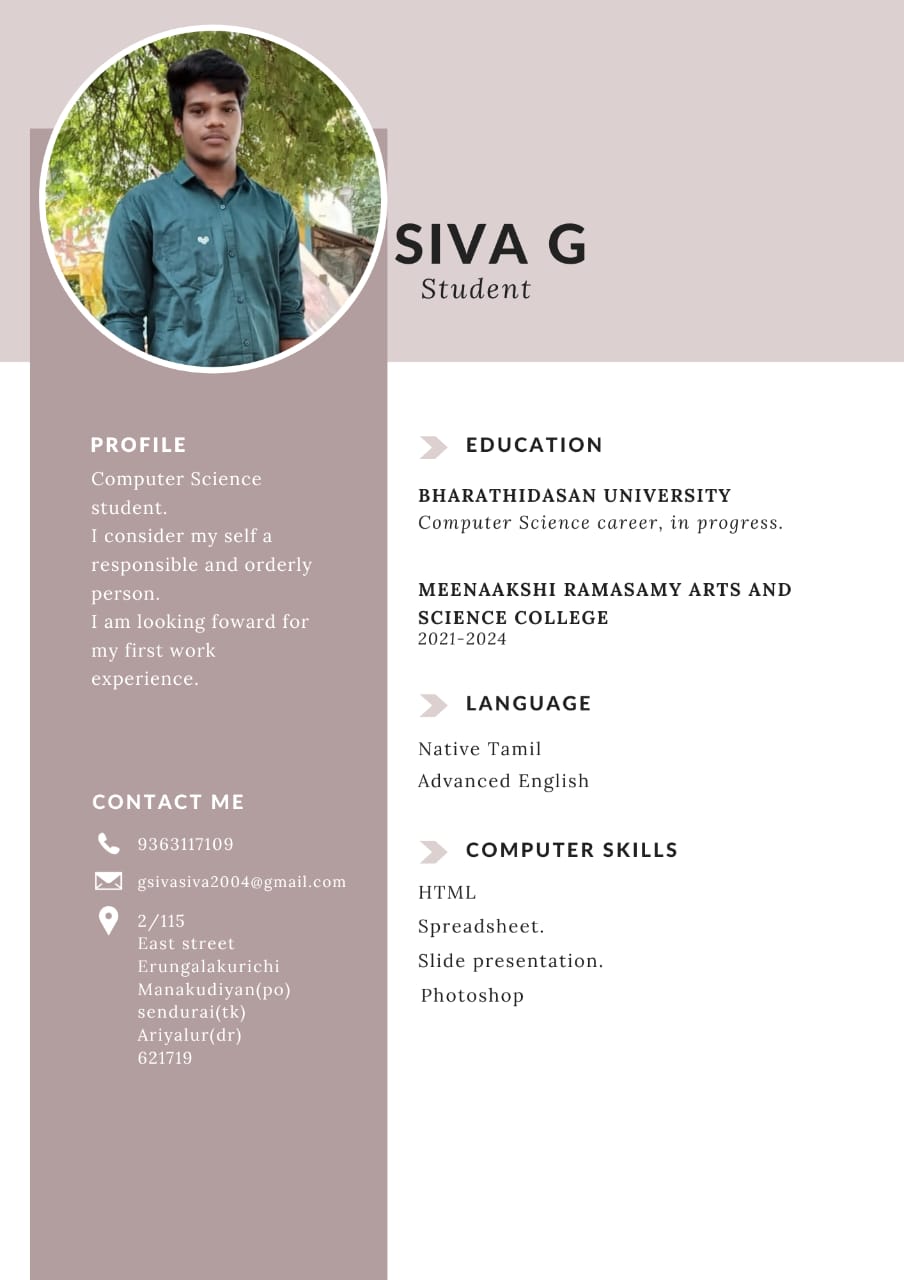 SIVA G
Student
PROFILE
Computer Science
student.
I consider my self a
responsible and orderly
person.
I am looking foward for
my first work
experience.
CONTACT ME
9363117109
gsivasiva2004@gmail.com
2/115
East street
Erungalakurichi
Manakudiyan(po)
sendurai(tk)
Ariyalur(dr)
621719
EDUCATION
BHARATHIDASAN UNIVERSITY
Computer Science career, in progress.
MEENAAKSHI RAMASAMY ARTS AND
SCIENCE COLLEGE
2021-2024
LANGUAGE
Native Tamil
Advanced English
COMPUTER SKILLS
HTML
Spreadsheet.
Slide presentation.
Photoshop